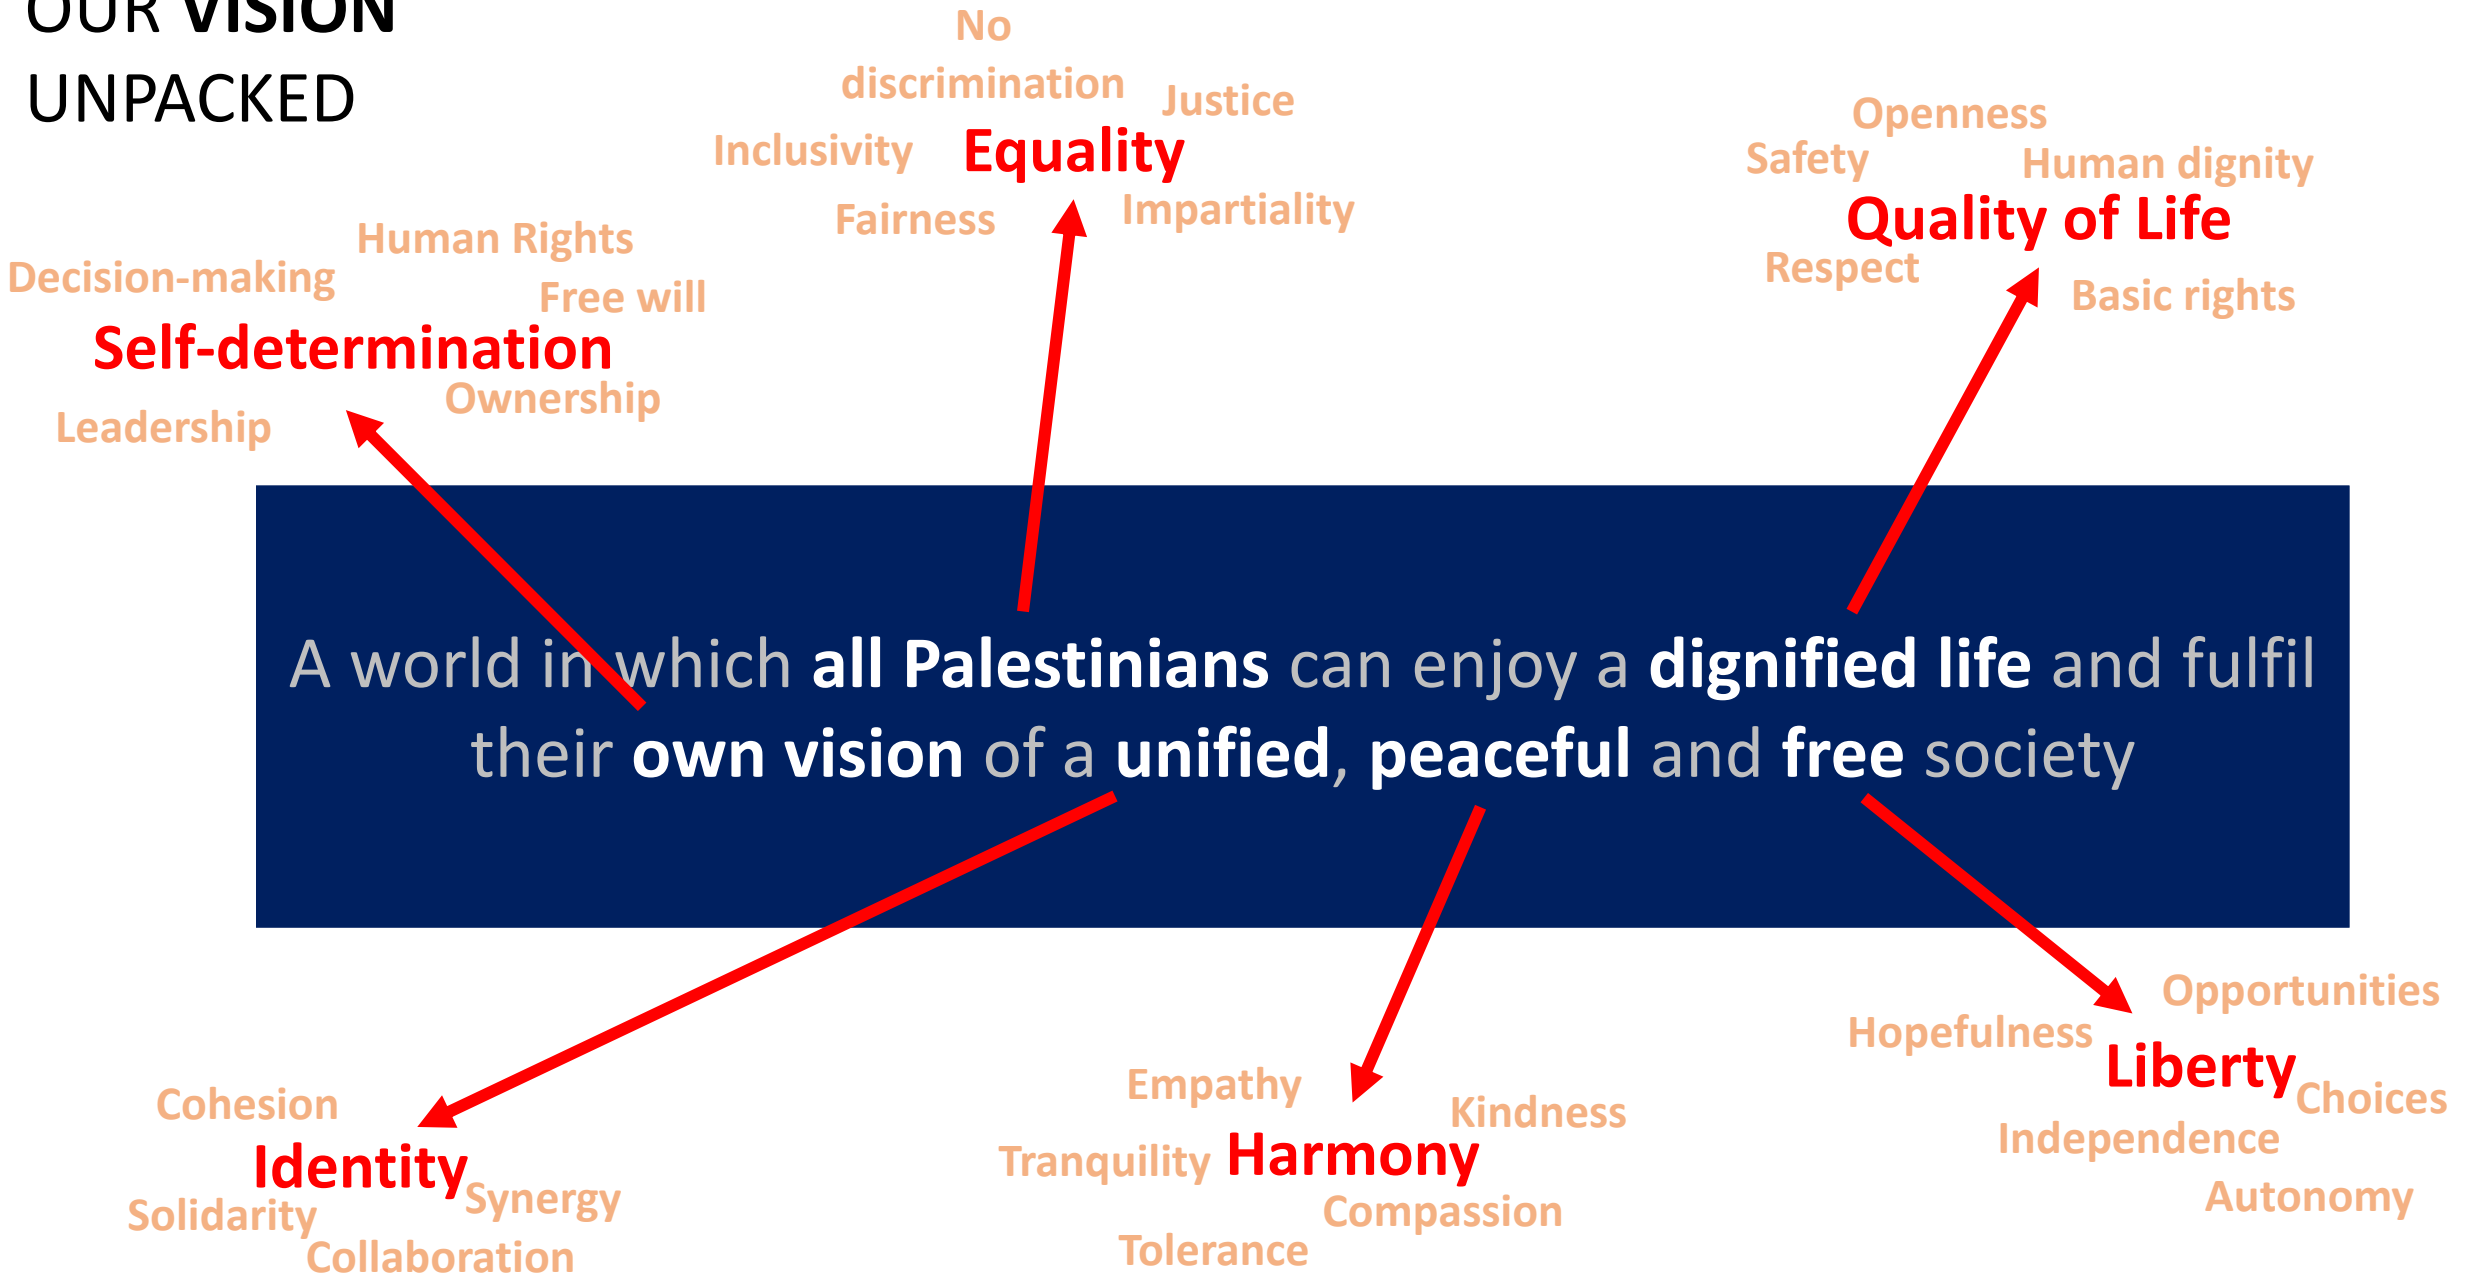 OUR VISION
UNPACKED
No
discrimination
Justice
Inclusivity
Equality
Fairness
Impartiality
Openness
Safety
Human dignity
Quality of Life
Respect
Basic rights
Human Rights
Decision-making
Free will
Self-determination
Ownership
Leadership
A world in which all Palestinians can enjoy a dignified life and fulfil
their own vision of a unified, peaceful and free society
Cohesion
Identity
Synergy
Solidarity
Collaboration
Empathy
Kindness
Tranquility
Harmony
Compassion
Tolerance
Opportunities
Hopefulness
Liberty
Choices
Independence
Autonomy